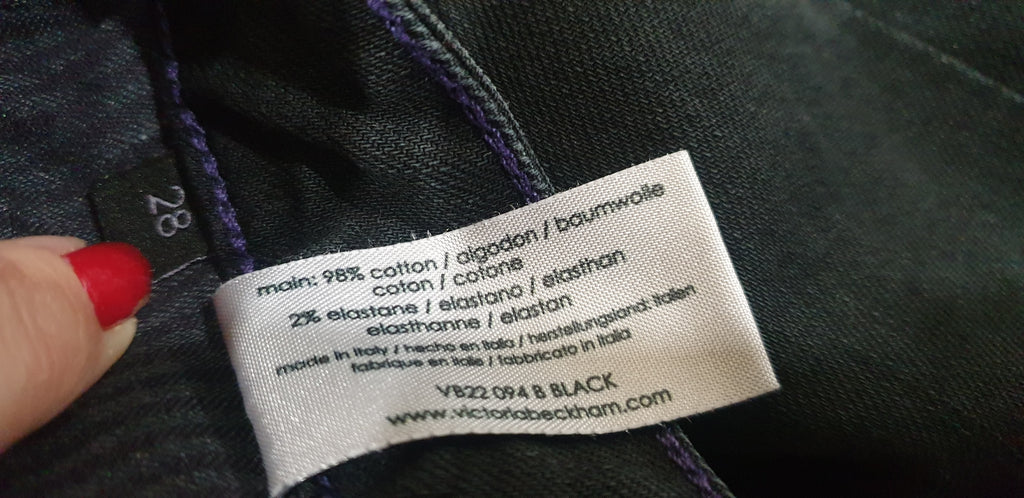 28
main: 98% cotton / algodon / baumwolle
coton / cotone
2% elastane / elastano / elasthan
elasthanne / elastan
made in italy / hecho en italia / herstellungsland: italien
fabrique en italie / fabbricato in italia
VB22 094 B BLACK
www.victoriabeckham.com